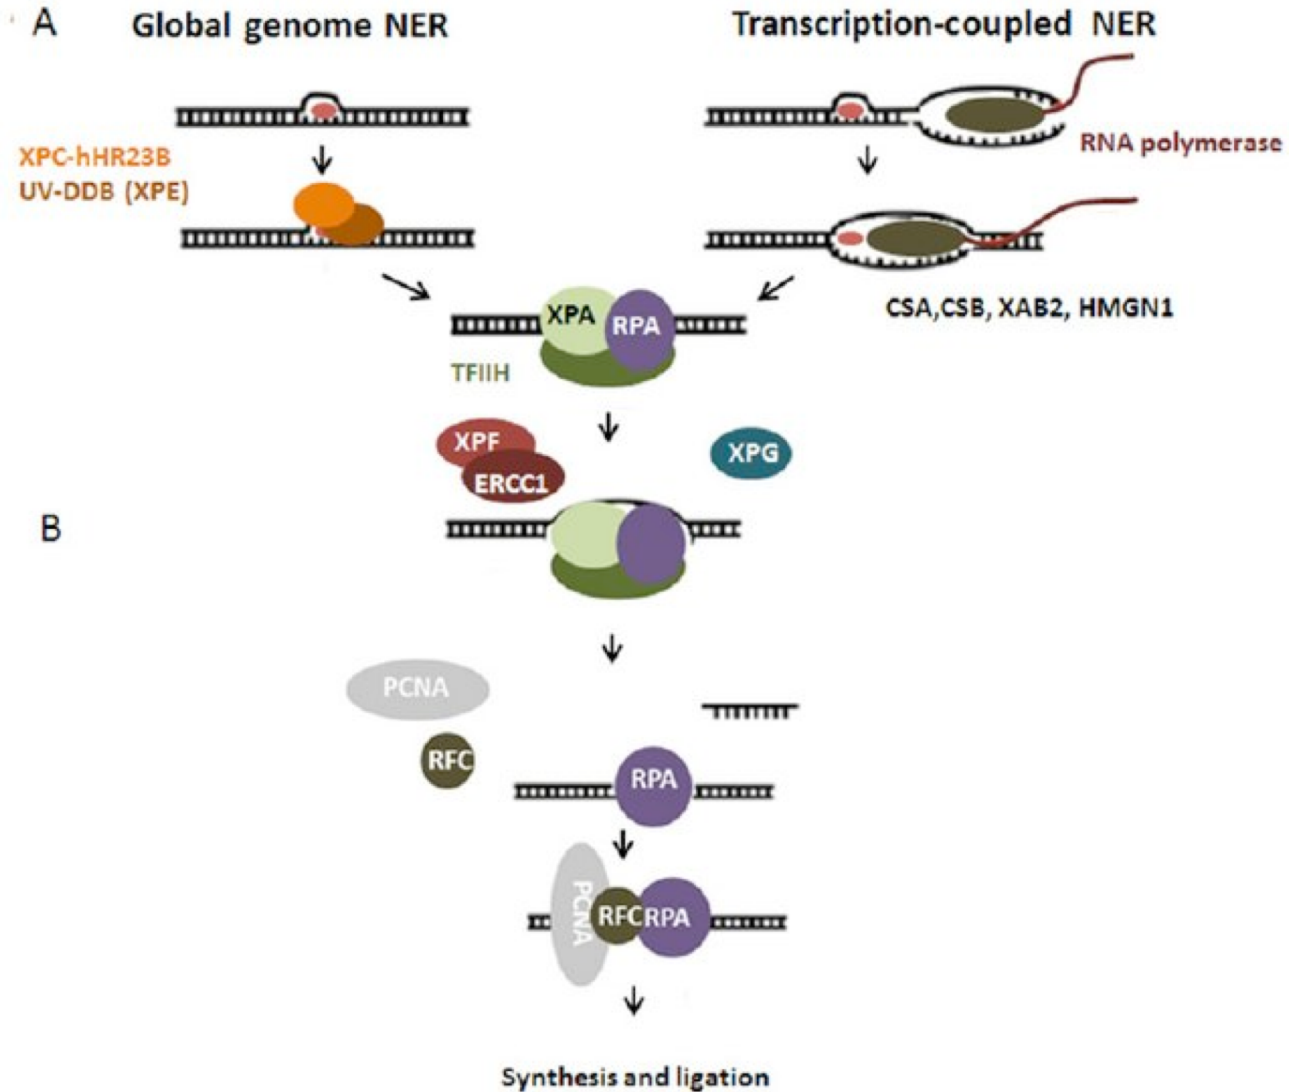 A
Global genome NER
Transcription-coupled NER
RNA polymerase
XPC-hHR23B
UV-DDB (XPE)
CSA,CSB, XAB2, HMGN1
XPA
RPA
TFIIH
XPF
ERCC1
XPG
B
PCNA
RFC
RPA
PCNA
RFC
RPA
Synthesis and ligation